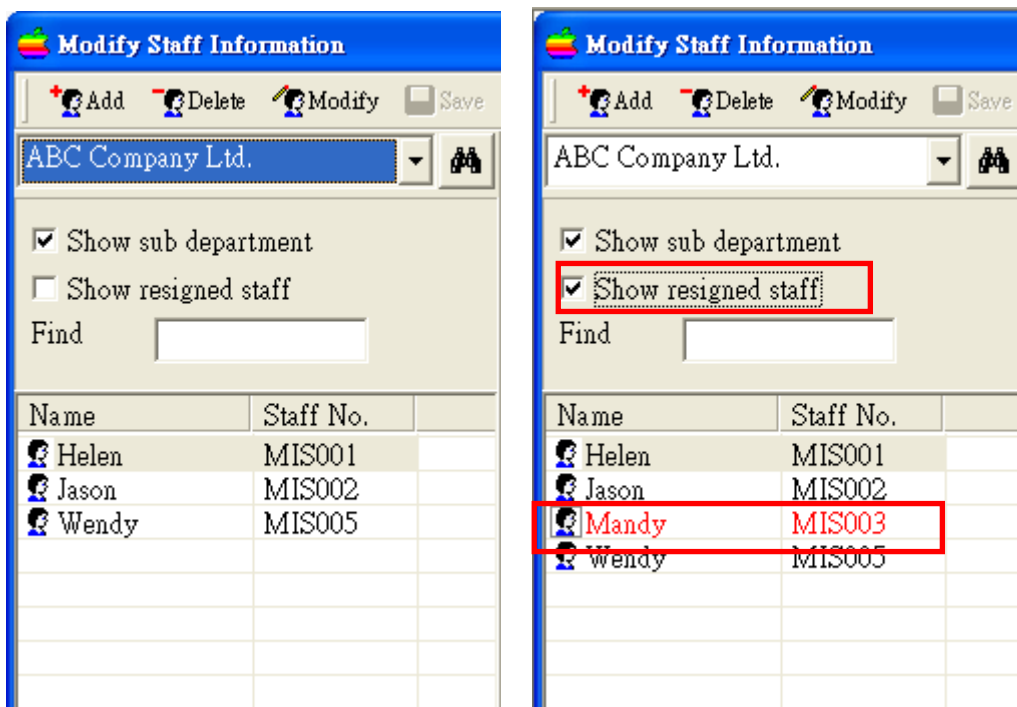 Modify Staff Information
Add Delete Modify Save
ABC Company Ltd.
Show sub department
Show resigned staff
Find
Name Staff No.
Helen MIS001
Jason MIS002
Wendy MIS005
Modify Staff Information
Add Delete Modify Save
ABC Company Ltd.
Show sub department
Show resigned staff
Find
Name Staff No.
Helen MIS001
Jason MIS002
Mandy MIS003
Wendy MIS005